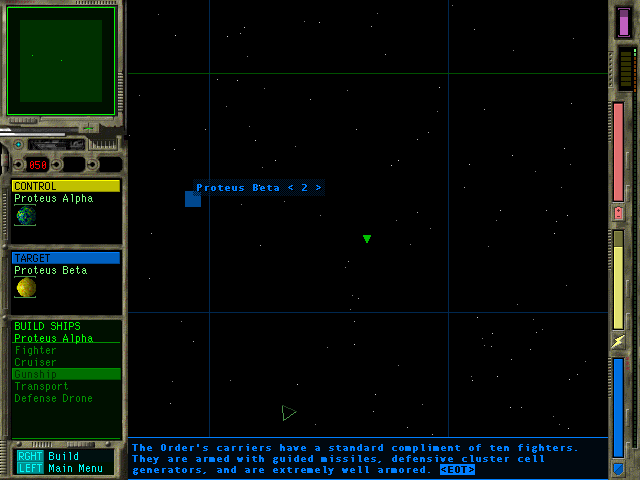 Proteus Beta < 2 >
050
CONTROL
Proteus Alpha
TARGET
Proteus Beta
BUILD SHIPS
Proteus Alpha
Fighter
Cruiser
Gunship
Transport
Defense Drone
RGHT Build
LEFT Main Menu
The Order's carriers have a standard compliment of ten fighters.
They are armed with guided missiles, defensive cluster cell
generators, and are extremely well armored. <EOT>